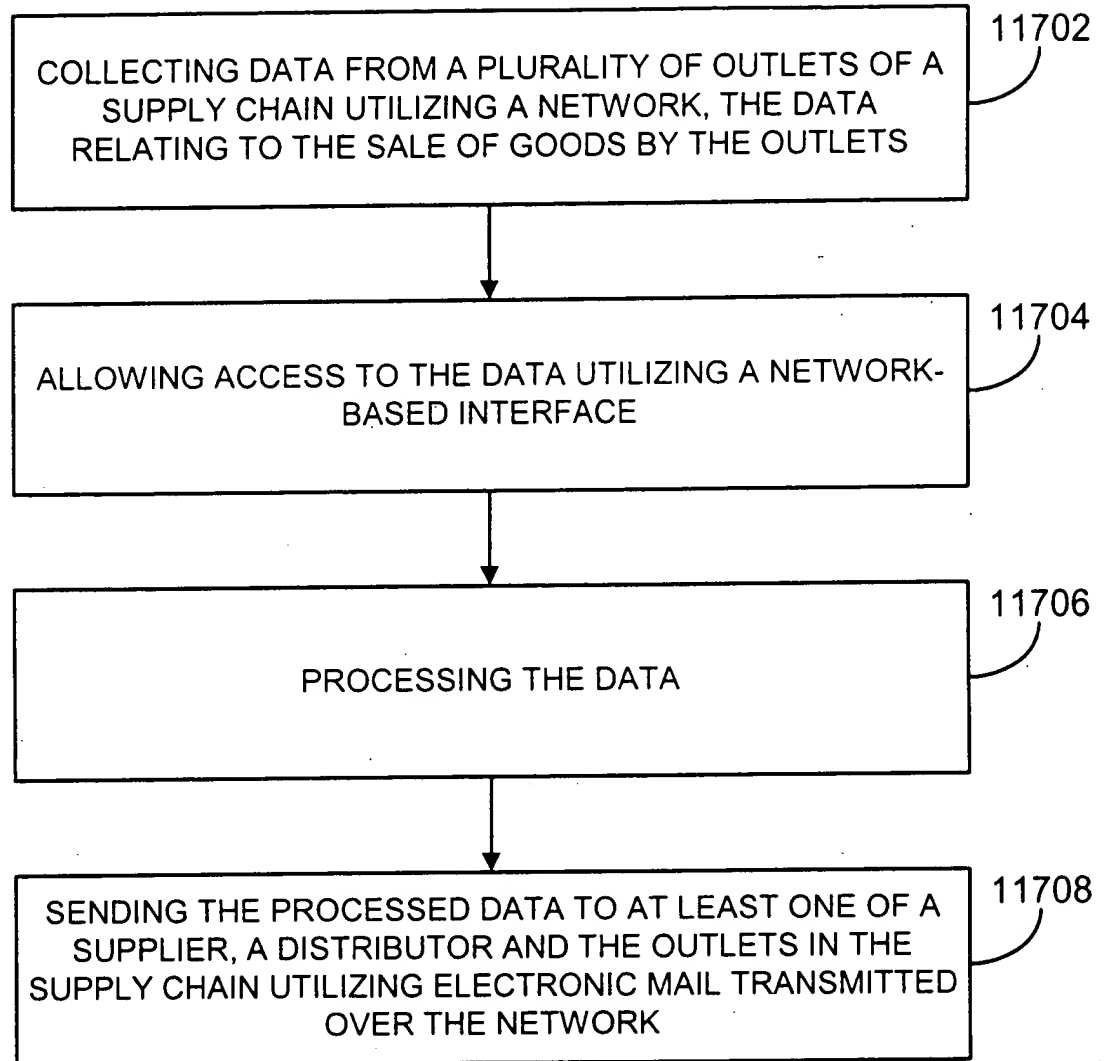 11702
COLLECTING DATA FROM A PLURALITY OF OUTLETS OF A
SUPPLY CHAIN UTILIZING A NETWORK, THE DATA
RELATING TO THE SALE OF GOODS BY THE OUTLETS
11704
ALLOWING ACCESS TO THE DATA UTILIZING A NETWORK-
BASED INTERFACE
11706
PROCESSING THE DATA
11708
SENDING THE PROCESSED DATA TO AT LEAST ONE OF A
SUPPLIER, A DISTRIBUTOR AND THE OUTLETS IN THE
SUPPLY CHAIN UTILIZING ELECTRONIC MAIL TRANSMITTED
OVER THE NETWORK